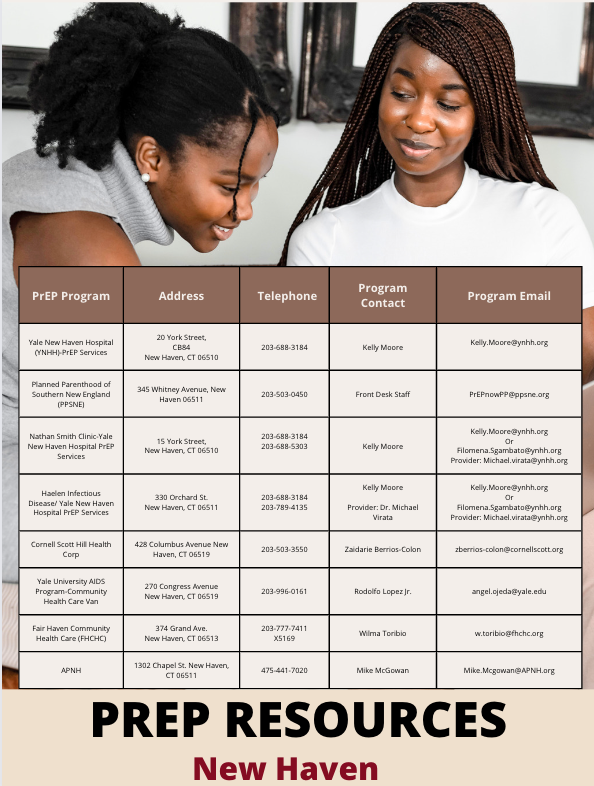 PrEP Program
Address
Telephone
Program
Contact
Program Email
Yale New Haven Hospital
(YNHH)-PrEP Services
20 York Street,
CB84
New Haven, CT 06510
203-688-3184
Kelly Moore
Kelly.Moore@ynhh.org
Planned Parenthood of
Southern New England
(PPSNE)
345 Whitney Avenue, New
Haven 06511
203-503-0450
Front Desk Staff
PrEPnowPP@ppsne.org
Nathan Smith Clinic-Yale
New Haven Hospital PrEP
Services
15 York Street,
New Haven, CT 06510
203-688-3184
203-688-5303
Kelly Moore
Kelly.Moore@ynhh.org
Or
Filomena.Sgambato@ynhh.org
Provider: Michael.virata@ynhh.org
Haelen Infectious
Disease/ Yale New Haven
Hospital PrEP Services
330 Orchard St.
New Haven, CT 06511
203-688-3184
203-789-4135
Kelly Moore
Provider: Dr. Michael
Virata
Kelly.Moore@ynhh.org
Or
Filomena.Sgambato@ynhh.org
Provider: Michael.virata@ynhh.org
Cornell Scott Hill Health
Corp
428 Columbus Avenue New
Haven, CT 06519
203-503-3550
Zaidarie Berrios-Colon
zberrios-colon@cornellscott.org
Yale University AIDS
Program-Community
Health Care Van
270 Congress Avenue
New Haven, CT 06519
203-996-0161
Rodolfo Lopez Jr.
angel.ojeda@yale.edu
Fair Haven Community
Health Care (FHCHC)
374 Grand Ave.
New Haven, CT 06513
203-777-7411
X5169
Wilma Toribio
w.toribio@fhchc.org
APNH
1302 Chapel St. New Haven,
CT 06511
475-441-7020
Mike McGowan
Mike.Mcgowan@APNH.org
PREP RESOURCES
New Haven